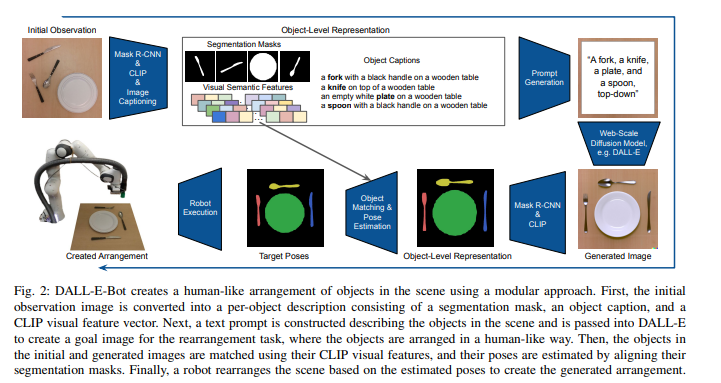 Initial Observation
Object-Level Representation
Mask R-CNN
&
CLIP
&
Image
Captioning
Segmentation Masks
Visual Semantic Features
Object Captions
a fork with a black handle on a wooden table
a knife on top of a wooden table
an empty white plate on a wooden table
a spoon with a black handle on a wooden table
Prompt
Generation
“A fork, a knife,
a plate, and
a spoon,
top-down”
Web-Scale
Diffusion Model,
e.g. DALL-E
Robot
Execution
Object
Matching &
Pose
Estimation
Mask R-CNN
&
CLIP
Created Arrangement
Target Poses
Object-Level Representation
Generated Image
Fig. 2: DALL-E-Bot creates a human-like arrangement of objects in the scene using a modular approach. First, the initial
observation image is converted into a per-object description consisting of a segmentation mask, an object caption, and a
CLIP visual feature vector. Next, a text prompt is constructed describing the objects in the scene and is passed into DALL-E
to create a goal image for the rearrangement task, where the objects are arranged in a human-like way. Then, the objects in
the initial and generated images are matched using their CLIP visual features, and their poses are estimated by aligning their
segmentation masks. Finally, a robot rearranges the scene based on the estimated poses to create the generated arrangement.